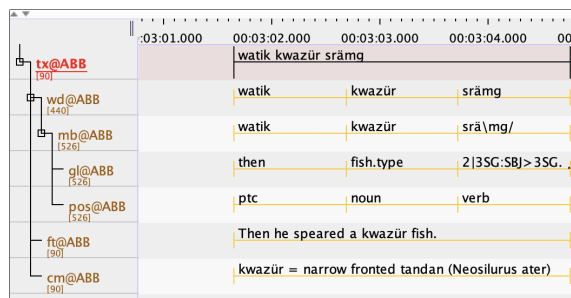 :03:01.000 00:03:02.000 00:03:03.000 00:03:04.000 00
tx@ABB watik kwazür srämg
[90]
wd@ABB watik kwazür srämg
[440]
mb@ABB watik kwazür srä\mg/
[526]
gl@ABB then fish.type 2|3SG:SBJ>3SG.
[526]
pos@ABB ptc noun verb
[526]
ft@ABB Then he speared a kwazür fish.
[90]
cm@ABB kwazür = narrow fronted tandan (Neosilurus ater)
[90]